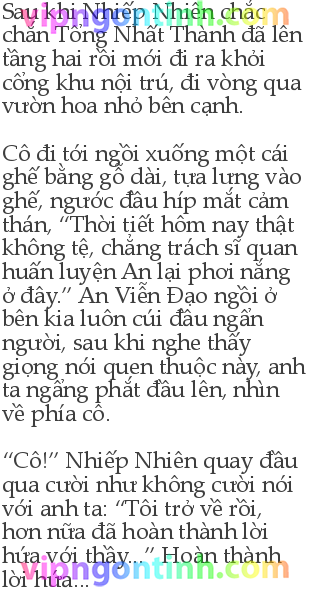 Sau khi Nhiếp Nhiên chắc
chắn Tổng Nhất Thành đã lên
tầng hai rồi mới đi ra khỏi
cổng khu nội trú, đi vòng qua
vườn hoa nhỏ bên cạnh.

Cô đi tới ngồi xuống một cái
ghế bằng gỗ dài, tựa lưng vào
ghế, ngước đầu híp mắt cảm
thán, “Thời tiết hôm nay thật
không tệ, chẳng trách sĩ quan
huấn luyện An lại phơi nắng
ở đây.” An Viễn Đạo ngồi ở
bên kia luôn cúi đầu ngẩn
người, sau khi nghe thấy
giọng nói quen thuộc này, anh
ta ngẩng phắt đầu lên, nhìn
về phía cô.

“Cô!” Nhiếp Nhiên quay đầu
qua cười như không cười nói
với anh ta: “Tôi trở về rồi,
hơn nữa đã hoàn thành lời
hứa với thầy...” Hoàn thành
lời hứa...
vipngontinh.com
vipngontinh.com